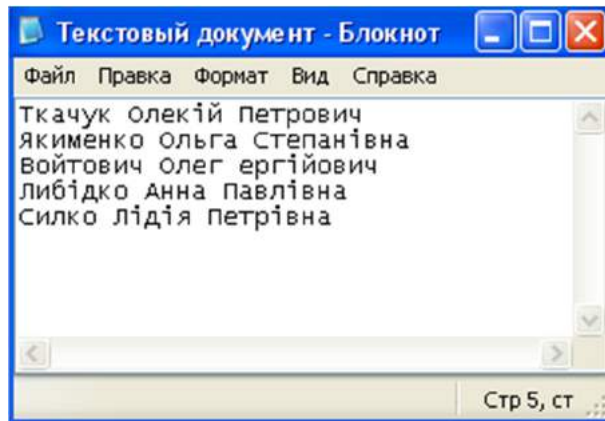 Текстовый документ - Блокнот
Файл Правка Формат Вид Справка
Ткачук Олекій Петрович
Якименко Ольга Степанівна
Войтович Олег ергійович
Либідко Анна Павлівна
Силко Лідія Петрівна
Стр 5, ст